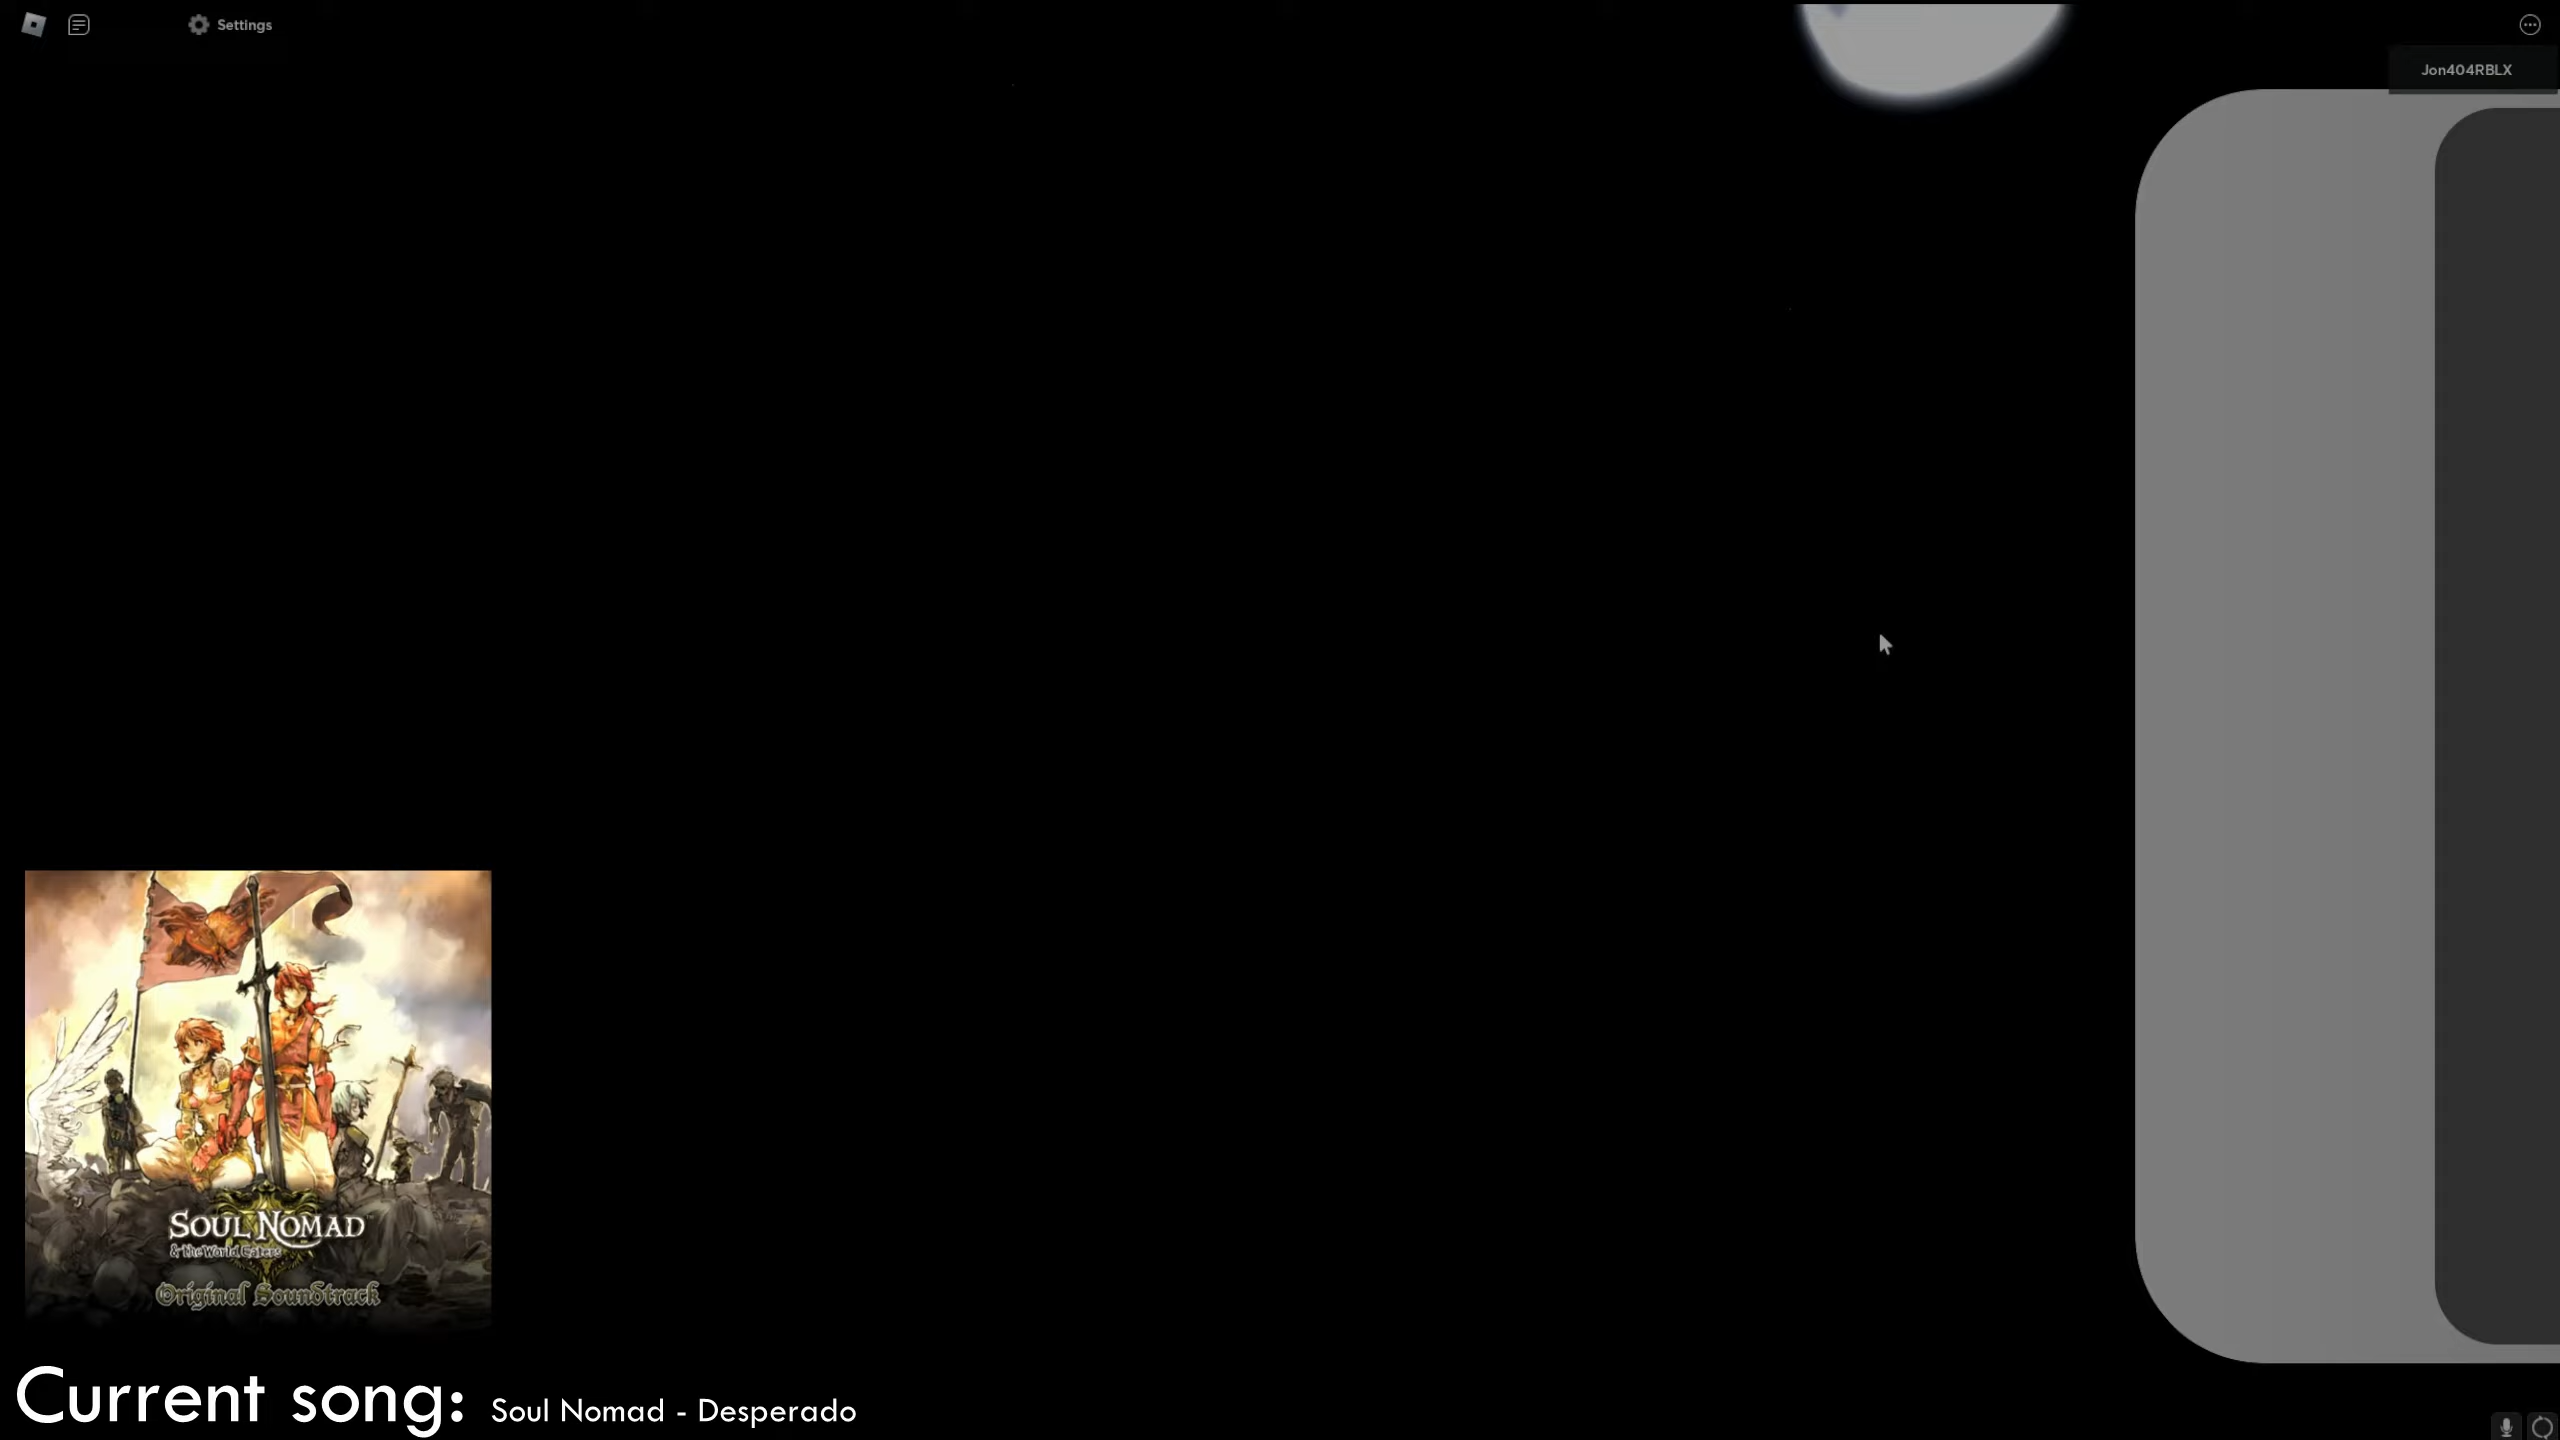 Settings
Jon404RBLX
SOUL NOMAD
& the World Eaters
Original Soundtrack
Current song: Soul Nomad - Desperado